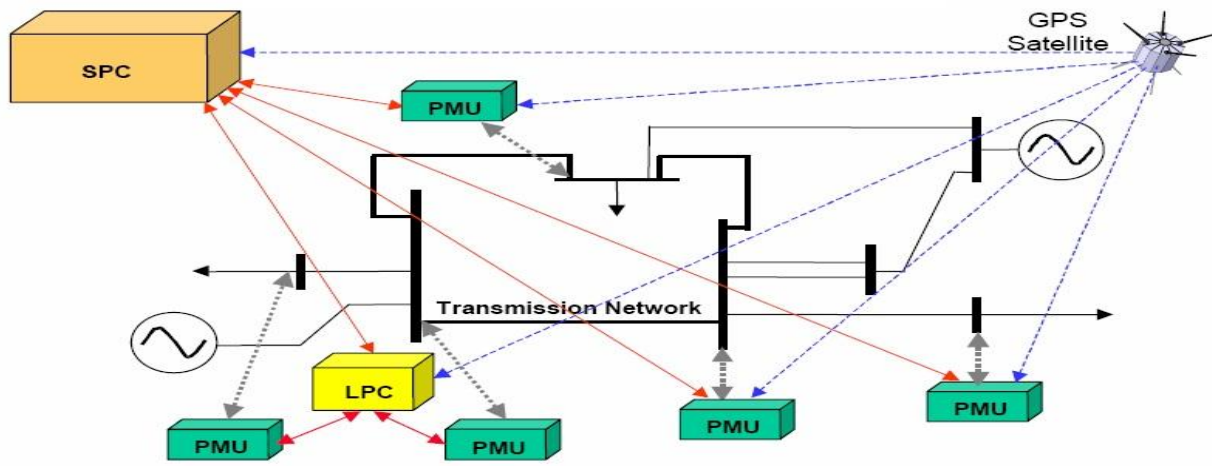 GPS
Satellite
SPC
PMU
Transmission Network
LPC
PMU
PMU
PMU
PMU